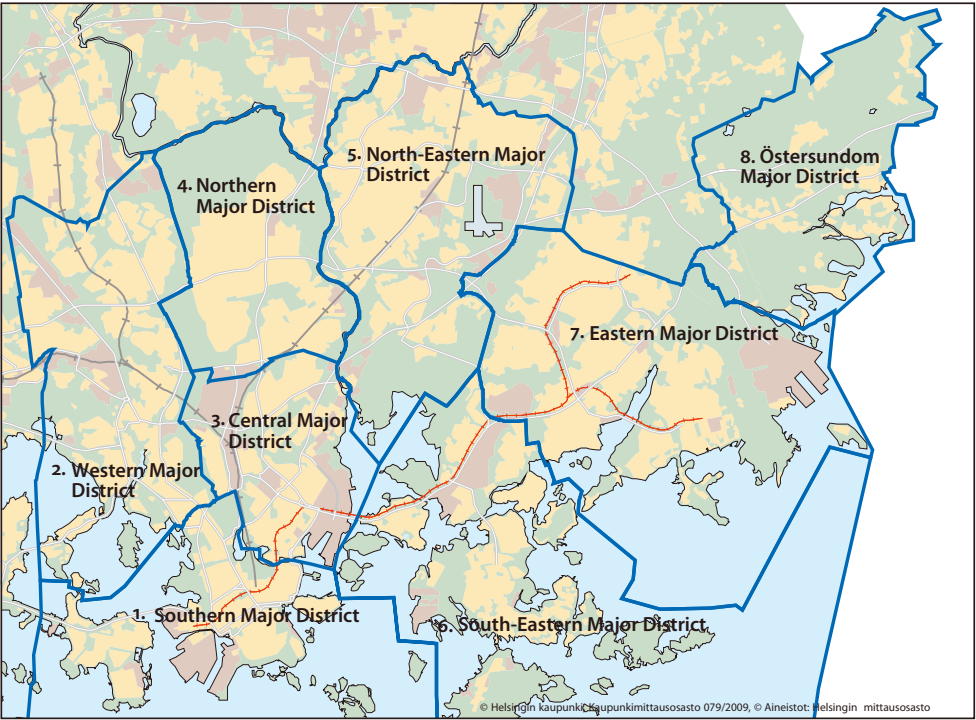 5. North-Eastern Major
District
8. Östersundom
Major District
4. Northern
Major District
7. Eastern Major District
3. Central Major
District
2. Western Major
District
1. Southern Major District
6. South-Eastern Major District
© Helsingin kaupunki, Kaupunkimittausosasto 079/2009, © Aineistot: Helsingin mittausosasto